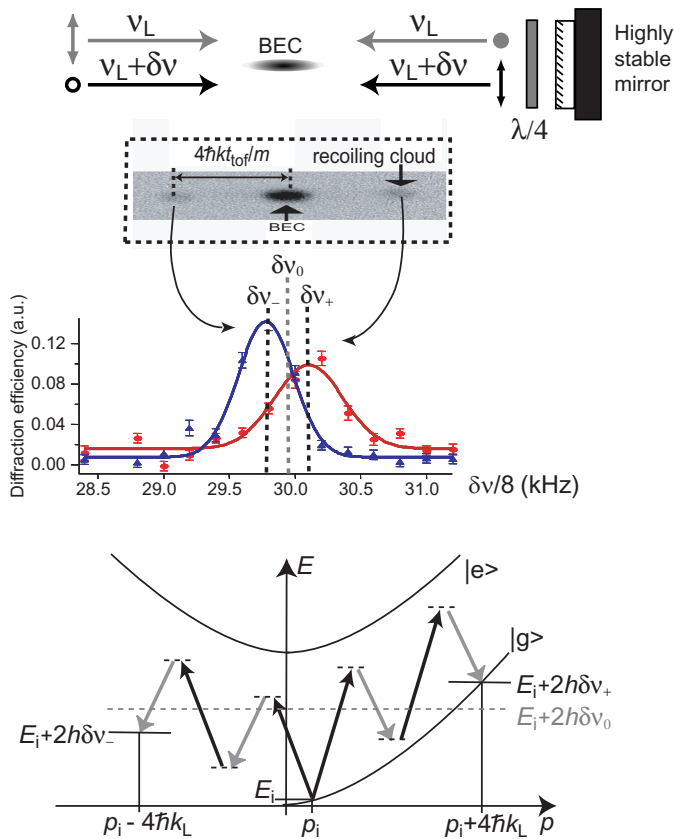 ν_L
BEC
ν_L
Highly
stable
mirror
ν_L+δν
ν_L+δν
λ/4
4ħkt_tof/m
recoiling cloud
BEC
δν_0
δν_-
δν_+
Diffraction efficiency (a.u.)
0.12
0.08
0.04
0.00
28.5 29.0 29.5 30.0 30.5 31.0
δν/8 (kHz)
E
|e>
|g>
E_i+2hδν_+
E_i+2hδν_0
E_i+2hδν_-
E_i
p_i - 4ħk_L
p_i
p_i+4ħk_L
p